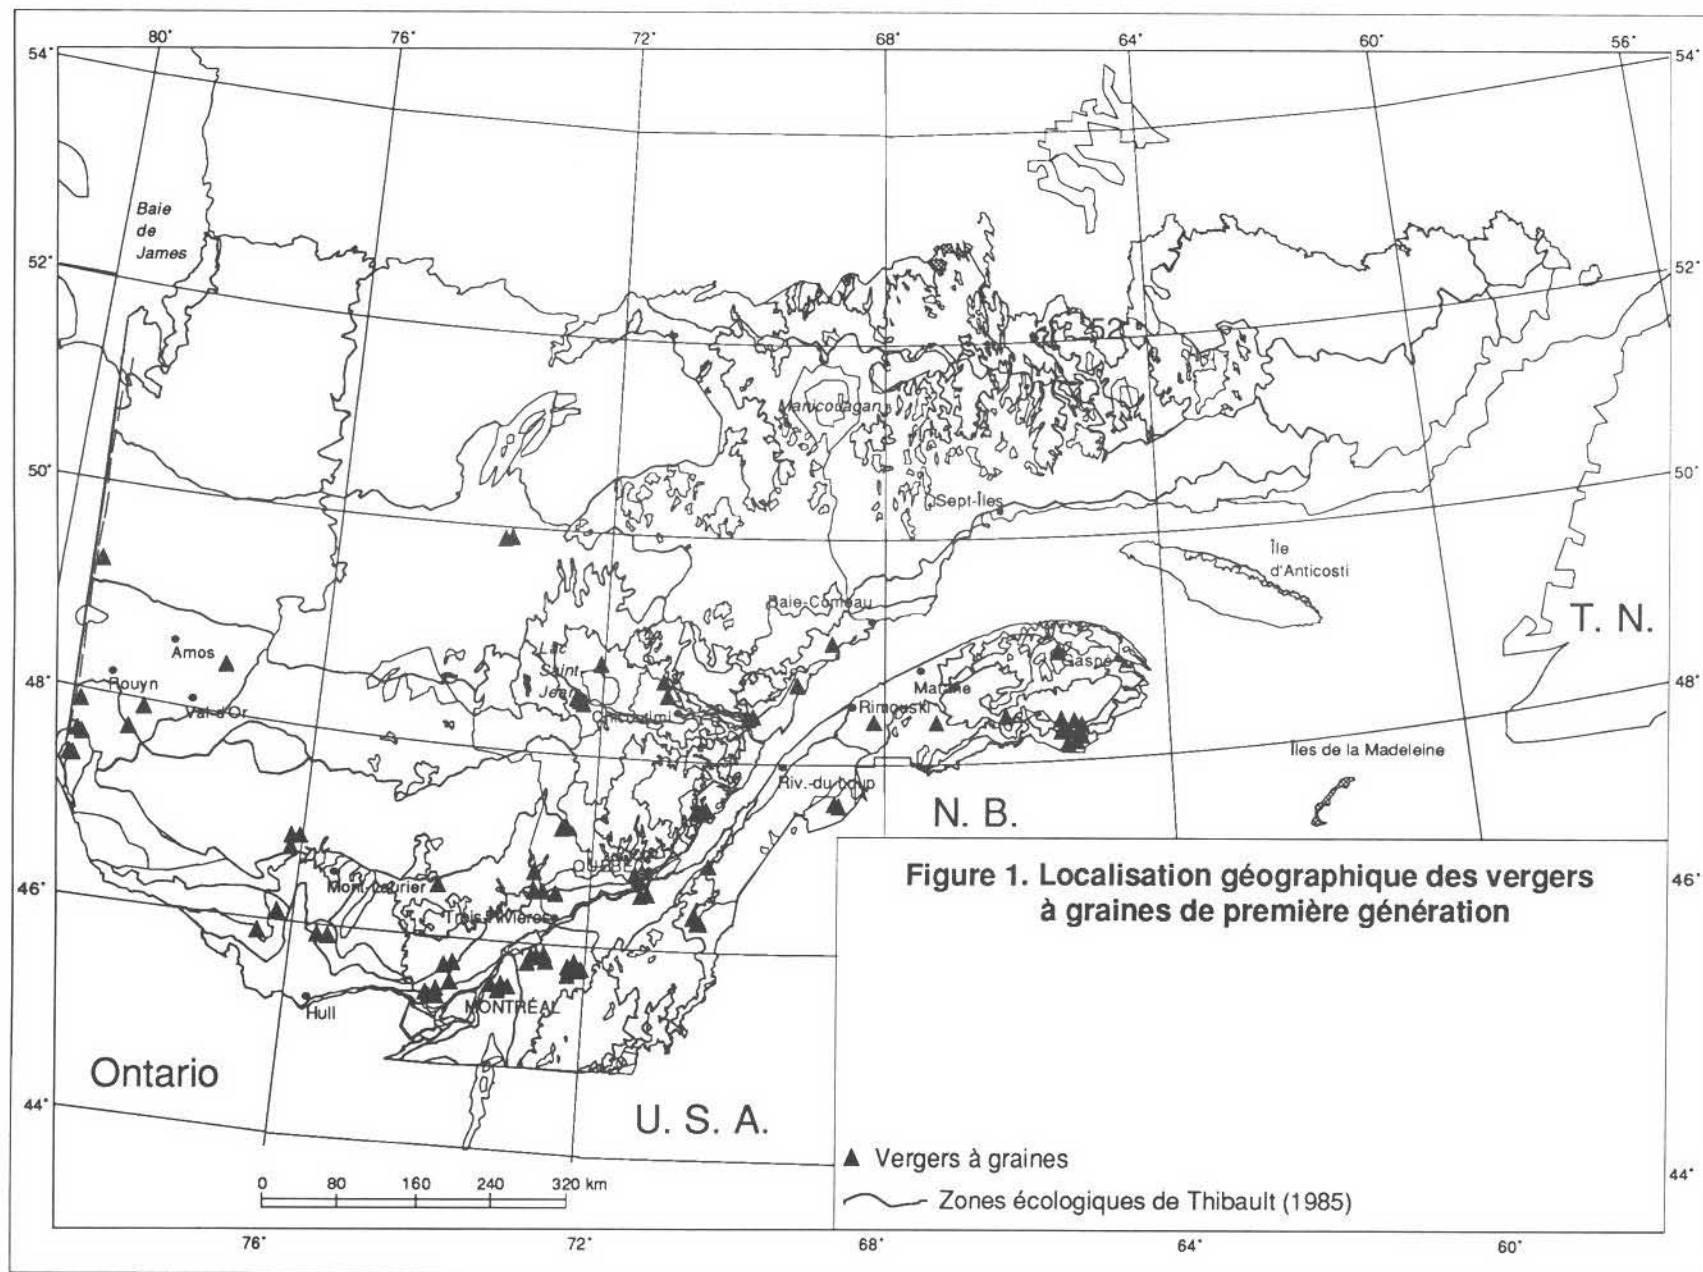 80° 76° 72° 68° 64° 60° 56°
54° 54°
Baie
de
James
52° 52°
Manicouagan
50° 50°
Sept-Îles
Île
d'Anticosti
Baie-Comeau
T. N.
Amos
Lac
Saint
Jean
Gaspé
48° 48°
Rouyn
Matane
Val-d'Or
Chicoutimi
Rimouski
Îles de la Madeleine
Riv.-du Loup
N. B.
QUÉBEC
46° 46°
Mont-Laurier
Trois-Rivières
Figure 1. Localisation géographique des vergers
à graines de première génération
MONTRÉAL
Hull
Ontario
44°
U. S. A.
▲ Vergers à graines
44°
0 80 160 240 320 km
Zones écologiques de Thibault (1985)
76° 72° 68° 64° 60°